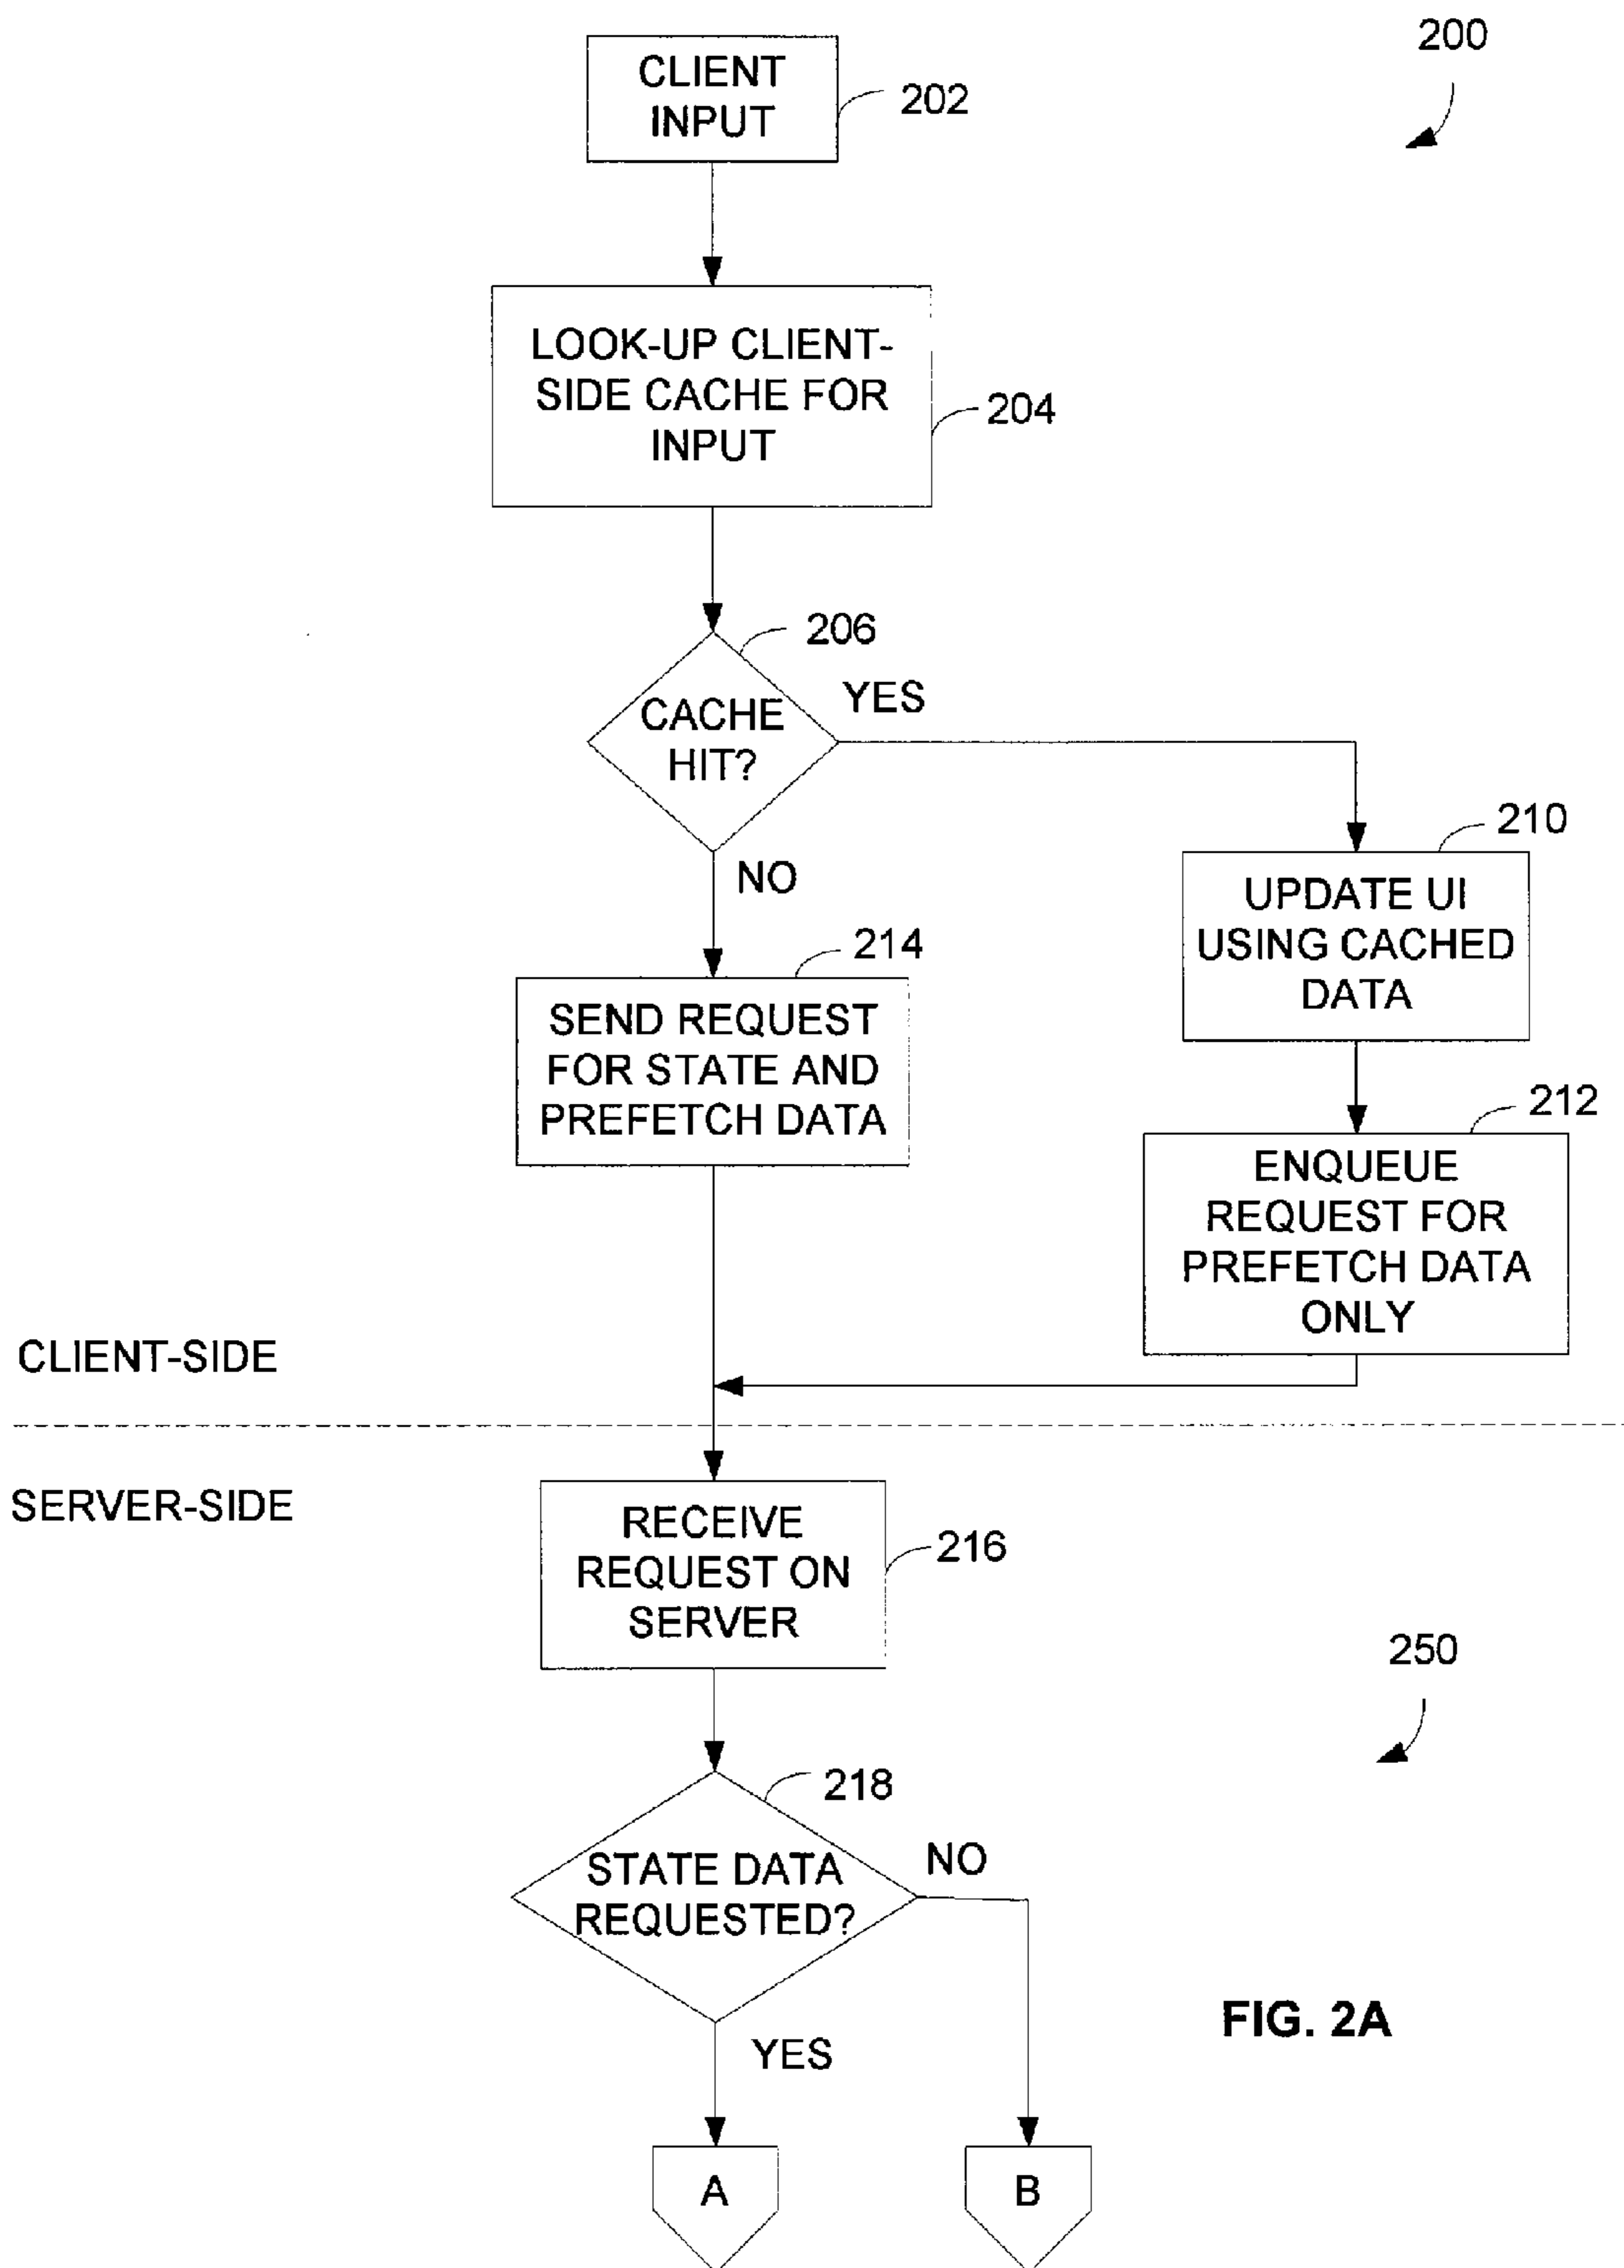 200
CLIENT
INPUT
202
LOOK-UP CLIENT-
SIDE CACHE FOR
INPUT
204
206
CACHE
HIT?
YES
NO
210
UPDATE UI
USING CACHED
DATA
214
SEND REQUEST
FOR STATE AND
PREFETCH DATA
212
ENQUEUE
REQUEST FOR
PREFETCH DATA
ONLY
CLIENT-SIDE
SERVER-SIDE
RECEIVE
REQUEST ON
SERVER
216
250
218
STATE DATA
REQUESTED?
NO
YES
FIG. 2A
A
B